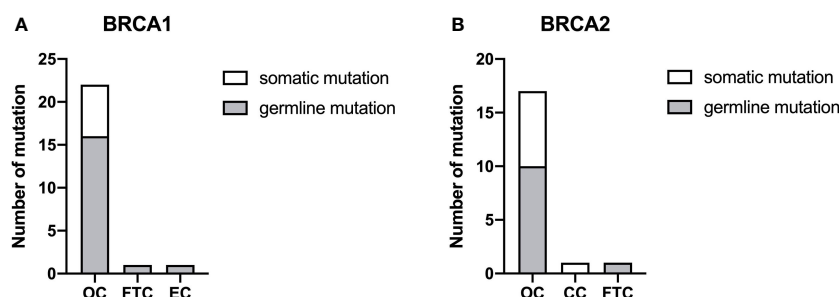 A
BRCA1
25
20
15
10
5
0
Number of mutation
somatic mutation
germline mutation
OC FTC EC
B
BRCA2
20
15
10
5
0
Number of mutation
somatic mutation
germline mutation
OC CC FTC